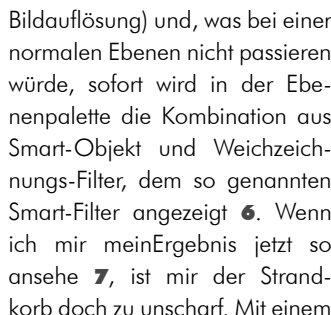 Bildauflösung) und, was bei einer
normalen Ebenen nicht passieren
würde, sofort wird in der Ebe-
nenpalette die Kombination aus
Smart-Objekt und Weichzeich-
nungs-Filter, dem so genannten
Smart-Filter angezeigt 6. Wenn
ich mir meinErgebnis jetzt so
ansehe 7, ist mir der Strand-
korb doch zu unscharf. Mit einem